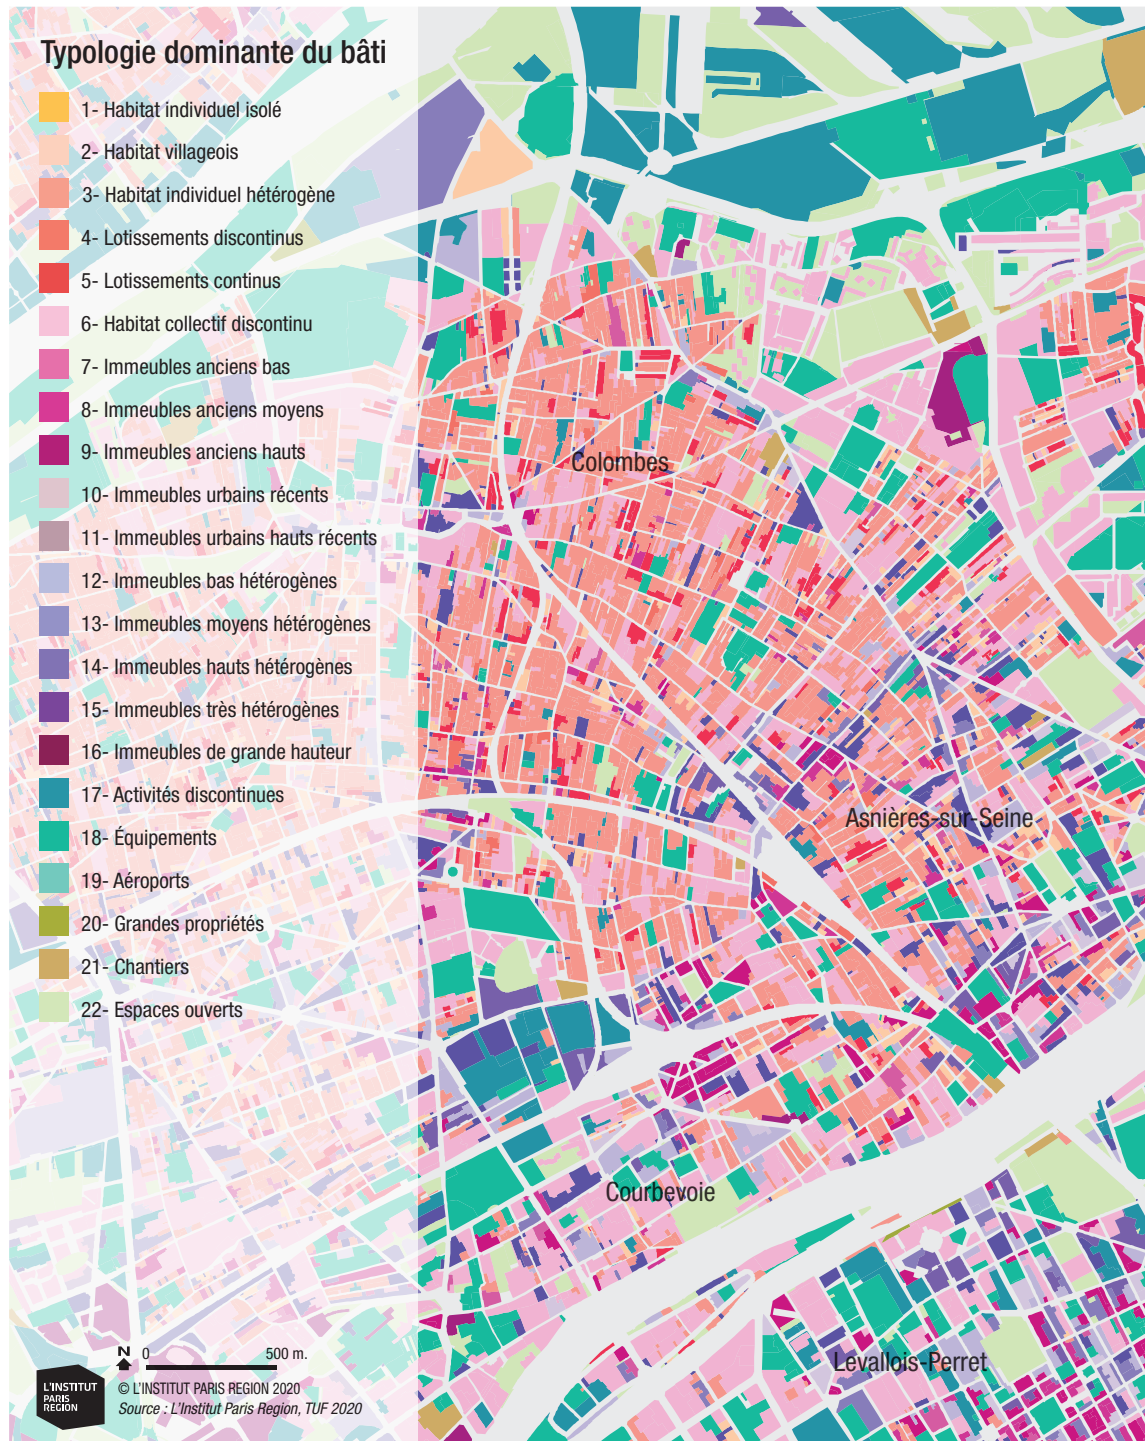 Typologie dominante du bâti
1- Habitat individuel isolé
2- Habitat villageois
3- Habitat individuel hétérogène
4- Lotissements discontinus
5- Lotissements continus
6- Habitat collectif discontinu
7- Immeubles anciens bas
8- Immeubles anciens moyens
9- Immeubles anciens hauts
10- Immeubles urbains récents
11- Immeubles urbains hauts récents
12- Immeubles bas hétérogènes
13- Immeubles moyens hétérogènes
14- Immeubles hauts hétérogènes
15- Immeubles très hétérogènes
16- Immeubles de grande hauteur
17- Activités discontinues
18- Équipements
19- Aéroports
20- Grandes propriétés
21- Chantiers
22- Espaces ouverts
Colombes
Asnières-sur-Seine
Courbevoie
Levallois-Perret
N 0 500 m.
L'INSTITUT
PARIS
REGION
© L'INSTITUT PARIS REGION 2020
Source : L'Institut Paris Region, TUF 2020